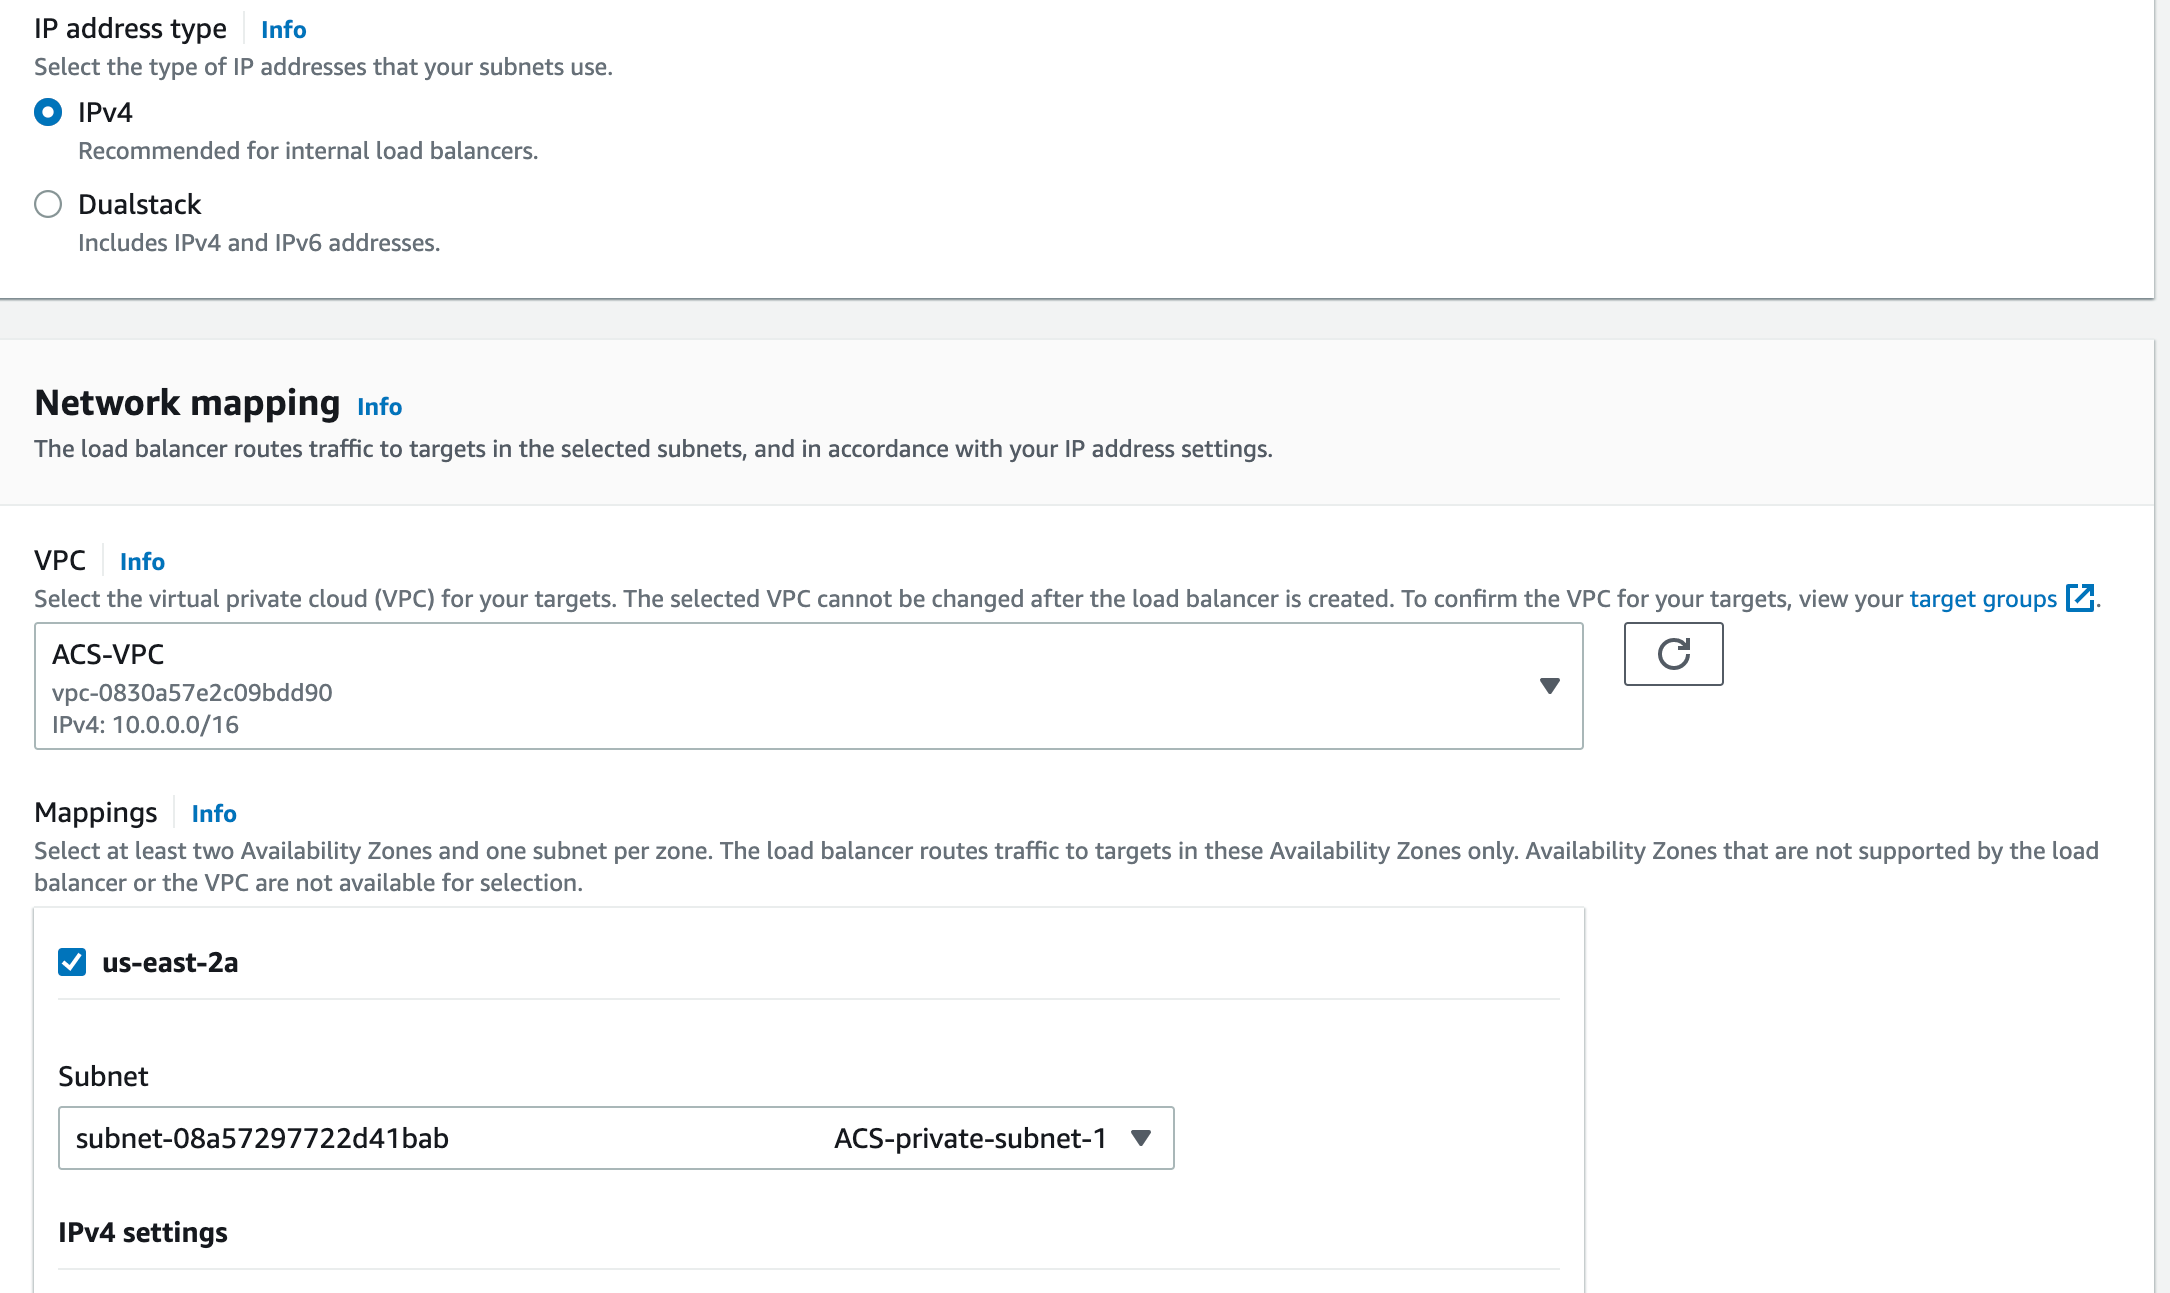 IP address type Info
Select the type of IP addresses that your subnets use.
IPv4
Recommended for internal load balancers.
Dualstack
Includes IPv4 and IPv6 addresses.
Network mapping Info
The load balancer routes traffic to targets in the selected subnets, and in accordance with your IP address settings.
VPC Info
Select the virtual private cloud (VPC) for your targets. The selected VPC cannot be changed after the load balancer is created. To confirm the VPC for your targets, view your target groups.
ACS-VPC
vpc-0830a57e2c09bdd90
IPv4: 10.0.0.0/16
Mappings Info
Select at least two Availability Zones and one subnet per zone. The load balancer routes traffic to targets in these Availability Zones only. Availability Zones that are not supported by the load
balancer or the VPC are not available for selection.
us-east-2a
Subnet
subnet-08a57297722d41bab ACS-private-subnet-1
IPv4 settings